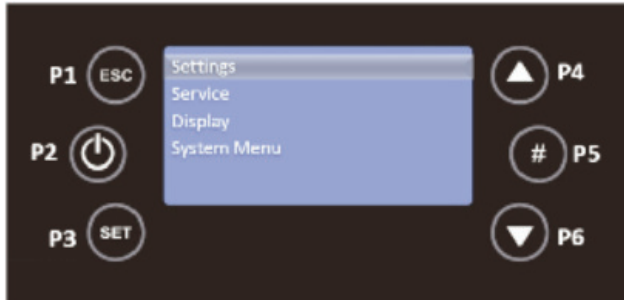 P1 ESC
Settings
Service
Display
System Menu
P4
P2
# P5
P3 SET
P6